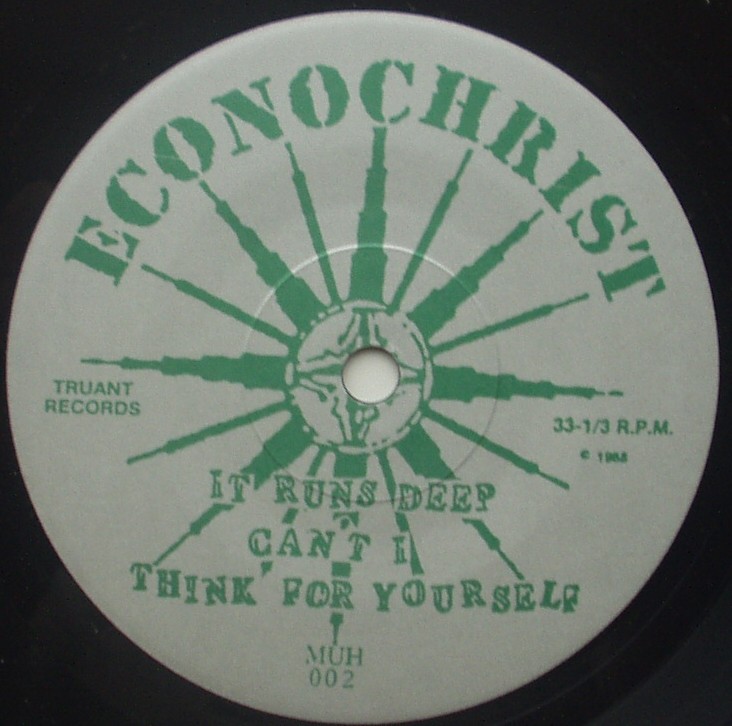 ECONOCHRIST
TRUANT
RECORDS
33-1/3 R.P.M.
© 1988
IT RUNS DEEP
CAN'T I
THINK FOR YOURSELF
MUH
002